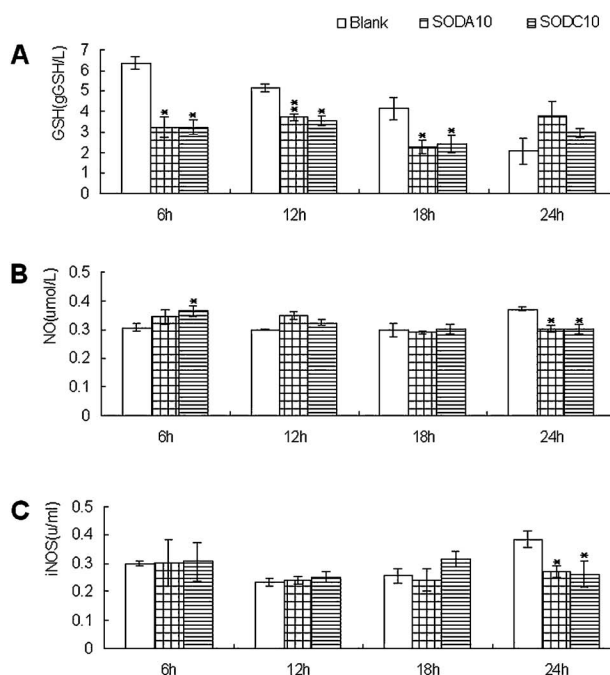 Blank SODA10 SODC10
A
GSH(gGSH/L)
7
6
5
4
3
2
1
0
* *
** *
* *
6h 12h 18h 24h
B
NO(umol/L)
0.5
0.4
0.3
0.2
0.1
0
*
* *
6h 12h 18h 24h
C
iNOS(u/ml)
0.5
0.4
0.3
0.2
0.1
0
* *
6h 12h 18h 24h